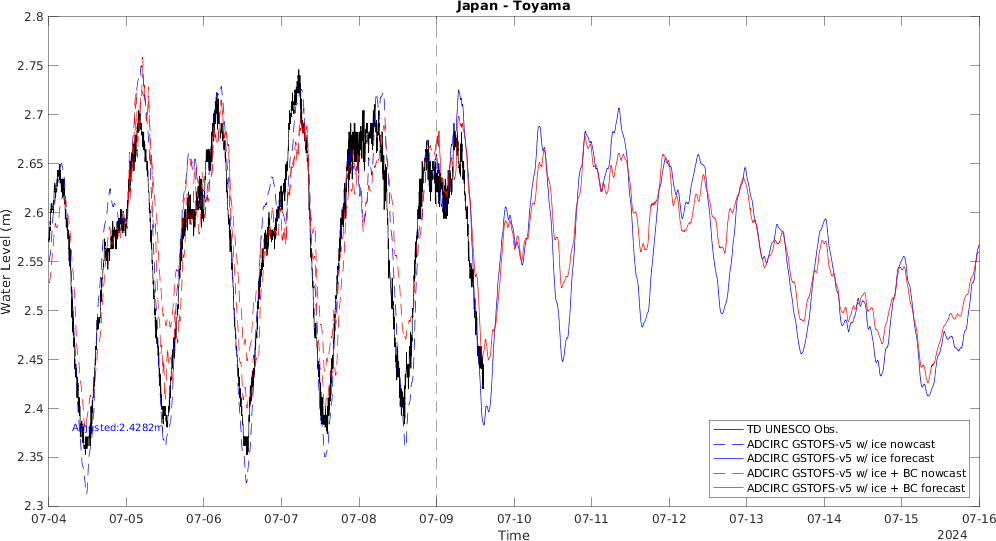 Japan - Toyama
Water Level (m)
2.8
2.75
2.7
2.65
2.6
2.55
2.5
2.45
2.4
2.35
2.3
Adjusted:2.4282m
TD UNESCO Obs.
ADCIRC GSTOFS-v5 w/ ice nowcast
ADCIRC GSTOFS-v5 w/ ice forecast
ADCIRC GSTOFS-v5 w/ ice + BC nowcast
ADCIRC GSTOFS-v5 w/ ice + BC forecast
07-04 07-05 07-06 07-07 07-08 07-09 07-10 07-11 07-12 07-13 07-14 07-15 07-16
Time
2024